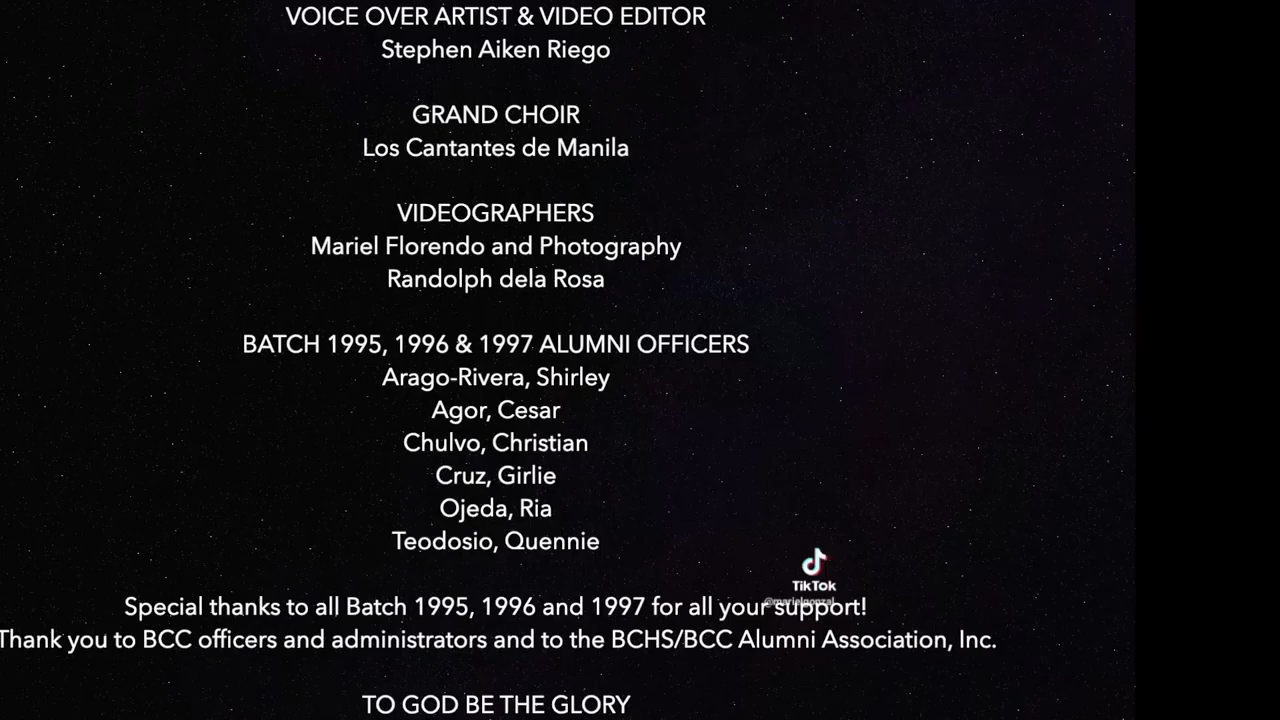 VOICE OVER ARTIST & VIDEO EDITOR
Stephen Aiken Riego
GRAND CHOIR
Los Cantantes de Manila
VIDEOGRAPHERS
Mariel Florendo and Photography
Randolph dela Rosa
BATCH 1995, 1996 & 1997 ALUMNI OFFICERS
Arago-Rivera, Shirley
Agor, Cesar
Chulvo, Christian
Cruz, Girlie
Ojeda, Ria
Teodosio, Quennie
TikTok
Special thanks to all Batch 1995, 1996 and 1997 for all your support!
Thank you to BCC officers and administrators and to the BCHS/BCC Alumni Association, Inc.
TO GOD BE THE GLORY